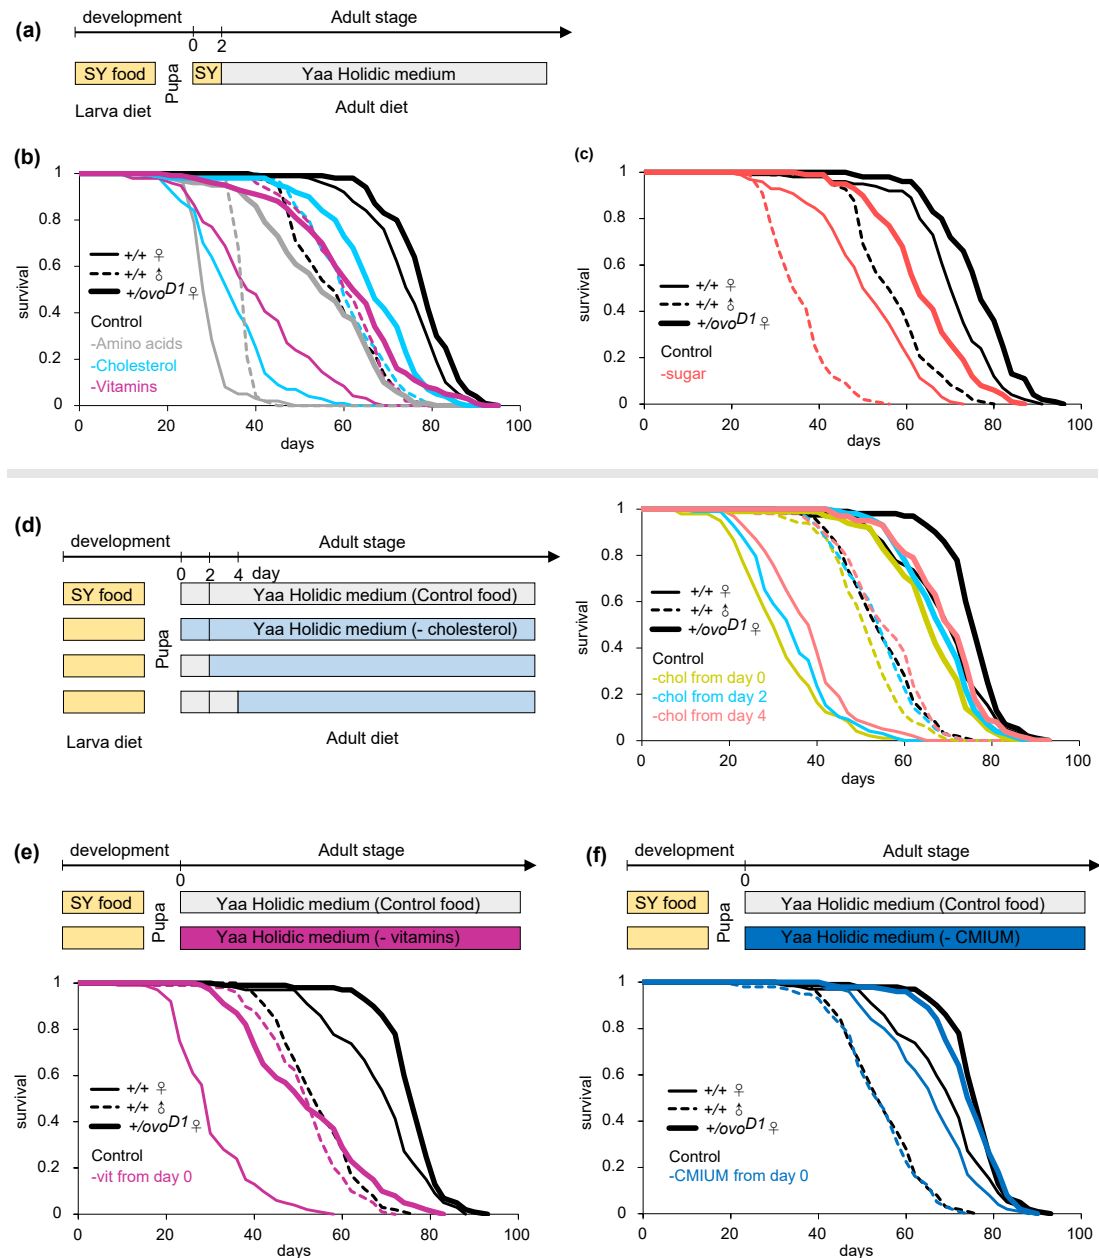 (a)
development
Adult stage
0
2
SY food
Pupa
SY
Yaa Holidic medium
Larva diet
Adult diet
(b)
1
0.8
0.6
0.4
0.2
0
survival
+/+ ♀
+/+ ♂
+/ovoD1 ♀
Control
-Amino acids
-Cholesterol
-Vitamins
0 20 40 60 80 100
days
(c)
1
0.8
0.6
0.4
0.2
0
survival
+/+ ♀
+/+ ♂
+/ovoD1 ♀
Control
-sugar
0 20 40 60 80 100
days
(d)
development
Adult stage
0 2 4 day
SY food
Pupa
Yaa Holidic medium (Control food)
Yaa Holidic medium (- cholesterol)
Larva diet
Adult diet
1
0.8
0.6
0.4
0.2
0
survival
+/+ ♀
+/+ ♂
+/ovoD1 ♀
Control
-chol from day 0
-chol from day 2
-chol from day 4
0 20 40 60 80 100
days
(e)
development
Adult stage
0
SY food
Pupa
Yaa Holidic medium (Control food)
Yaa Holidic medium (- vitamins)
1
0.8
0.6
0.4
0.2
0
survival
+/+ ♀
+/+ ♂
+/ovoD1 ♀
Control
-vit from day 0
0 20 40 60 80 100
days
(f)
development
Adult stage
0
SY food
Pupa
Yaa Holidic medium (Control food)
Yaa Holidic medium (- CMIUM)
1
0.8
0.6
0.4
0.2
0
survival
+/+ ♀
+/+ ♂
+/ovoD1 ♀
Control
-CMIUM from day 0
0 20 40 60 80 100
days